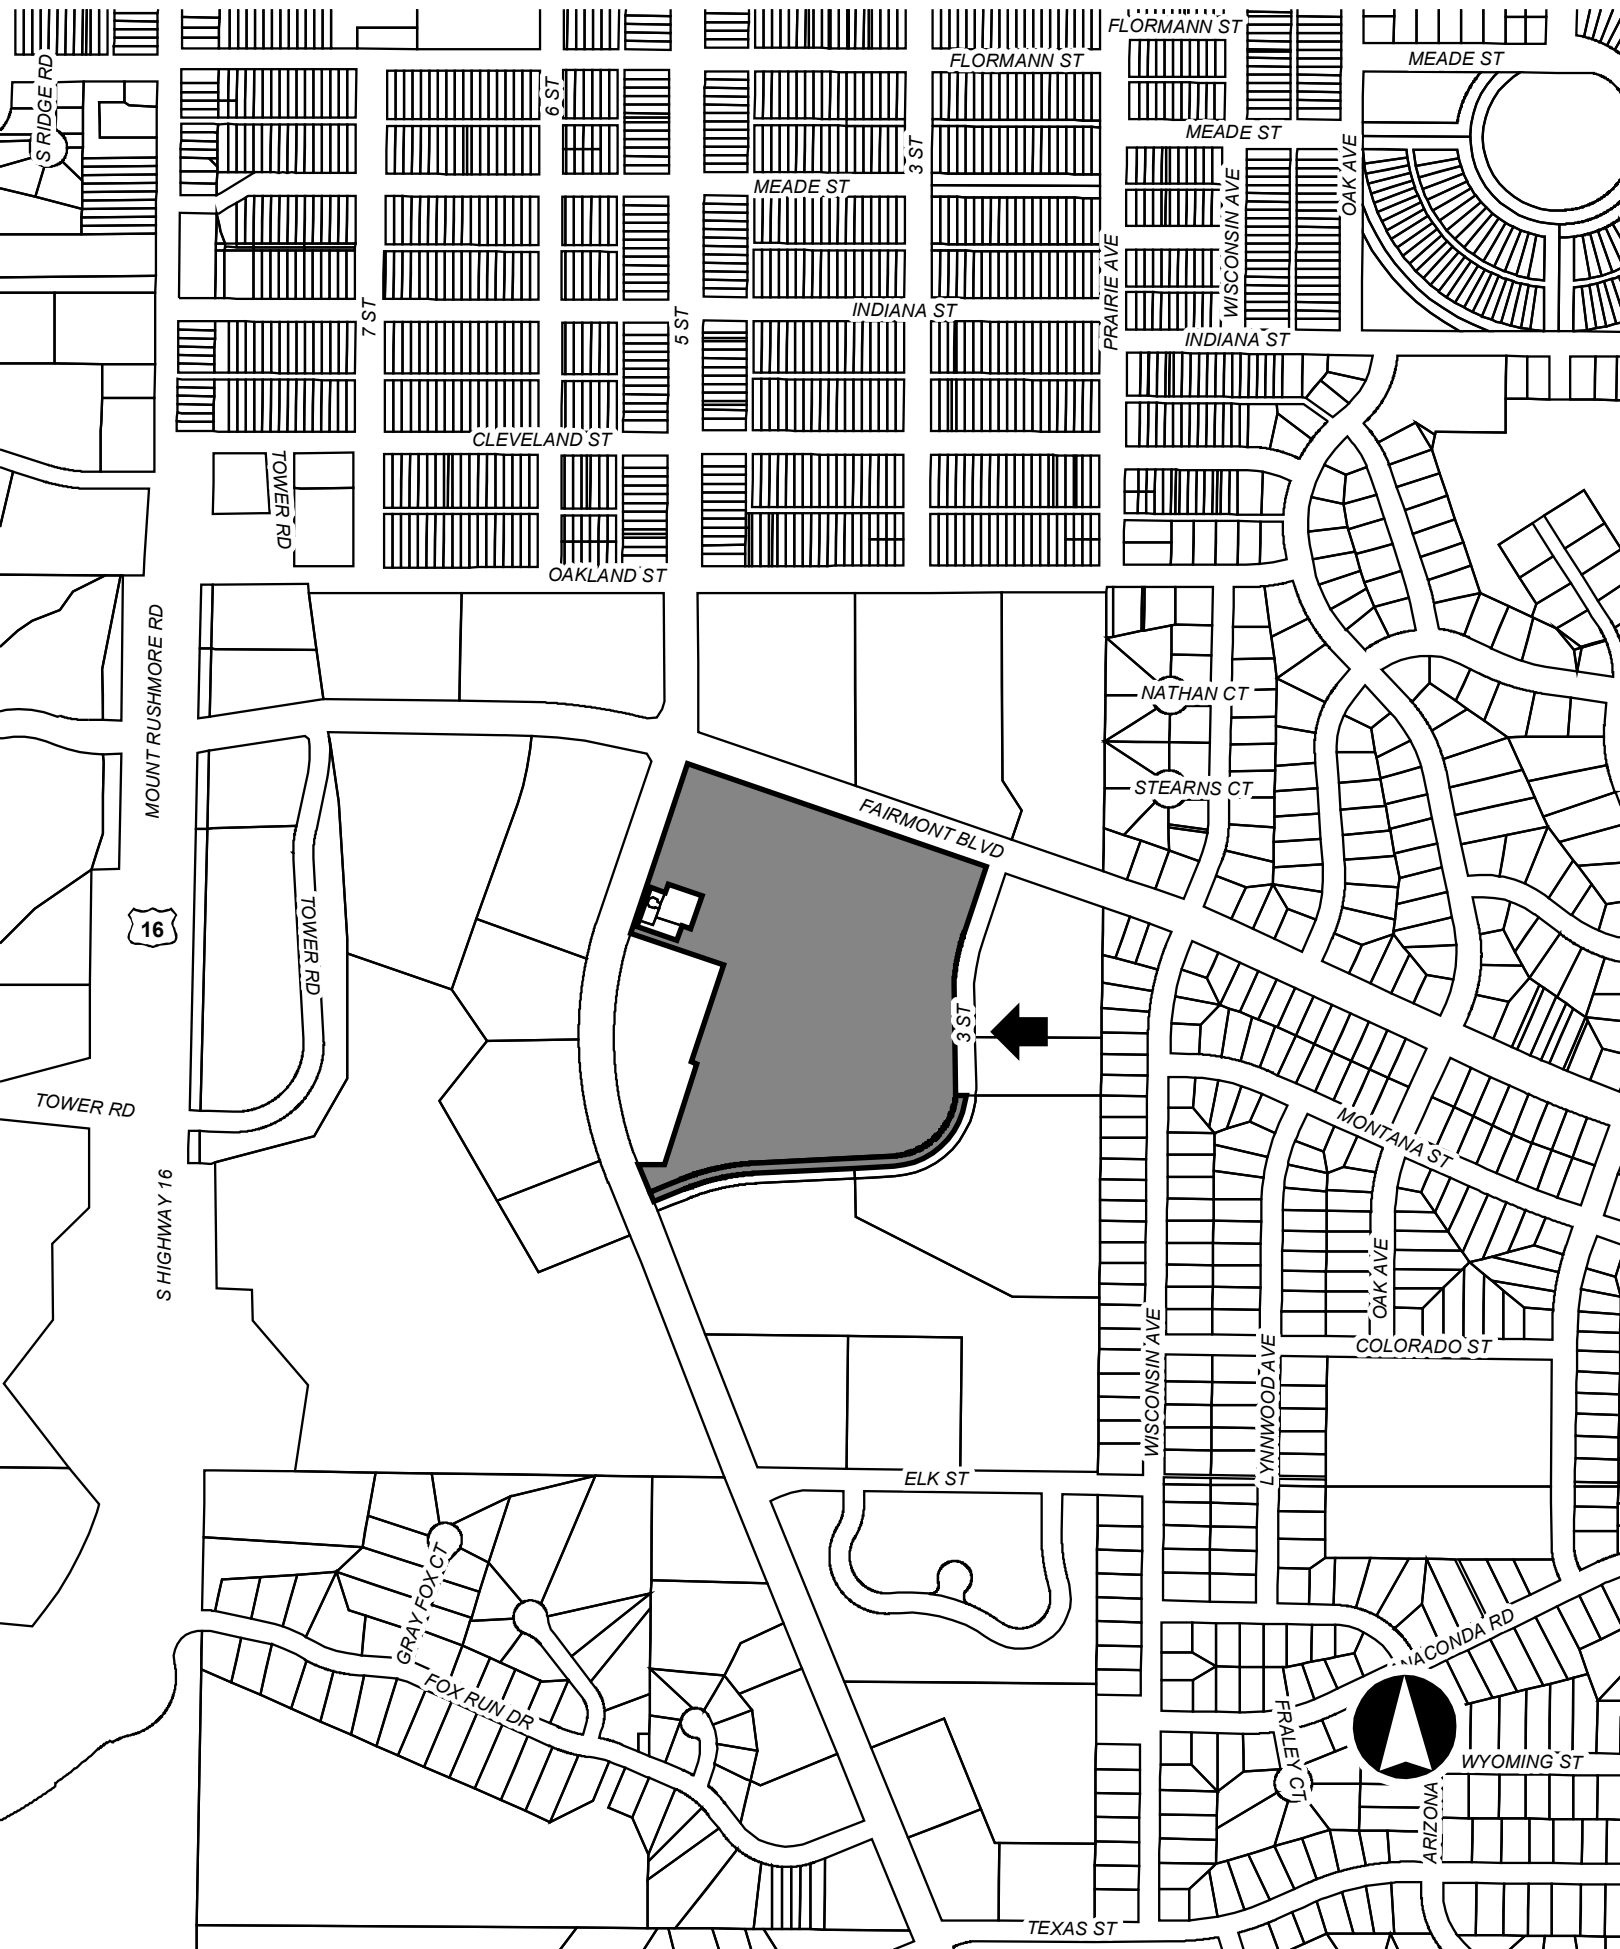 FLORMANN ST
FLORMANN ST
MEADE ST
S RIDGE RD
6 ST
3 ST
MEADE ST
OAK AVE
MEADE ST
WISCONSIN AVE
PRAIRIE AVE
7 ST
5 ST
INDIANA ST
INDIANA ST
CLEVELAND ST
TOWER RD
OAKLAND ST
MOUNT RUSHMORE RD
NATHAN CT
STEARNS CT
FAIRMONT BLVD
16
TOWER RD
3 ST
TOWER RD
MONTANA ST
S HIGHWAY 16
OAK AVE
WISCONSIN AVE
LYNNWOOD AVE
COLORADO ST
ELK ST
GRAY FOX CT
FOX RUN DR
NACONDA RD
FRALEY CT
WYOMING ST
ARIZONA
TEXAS ST